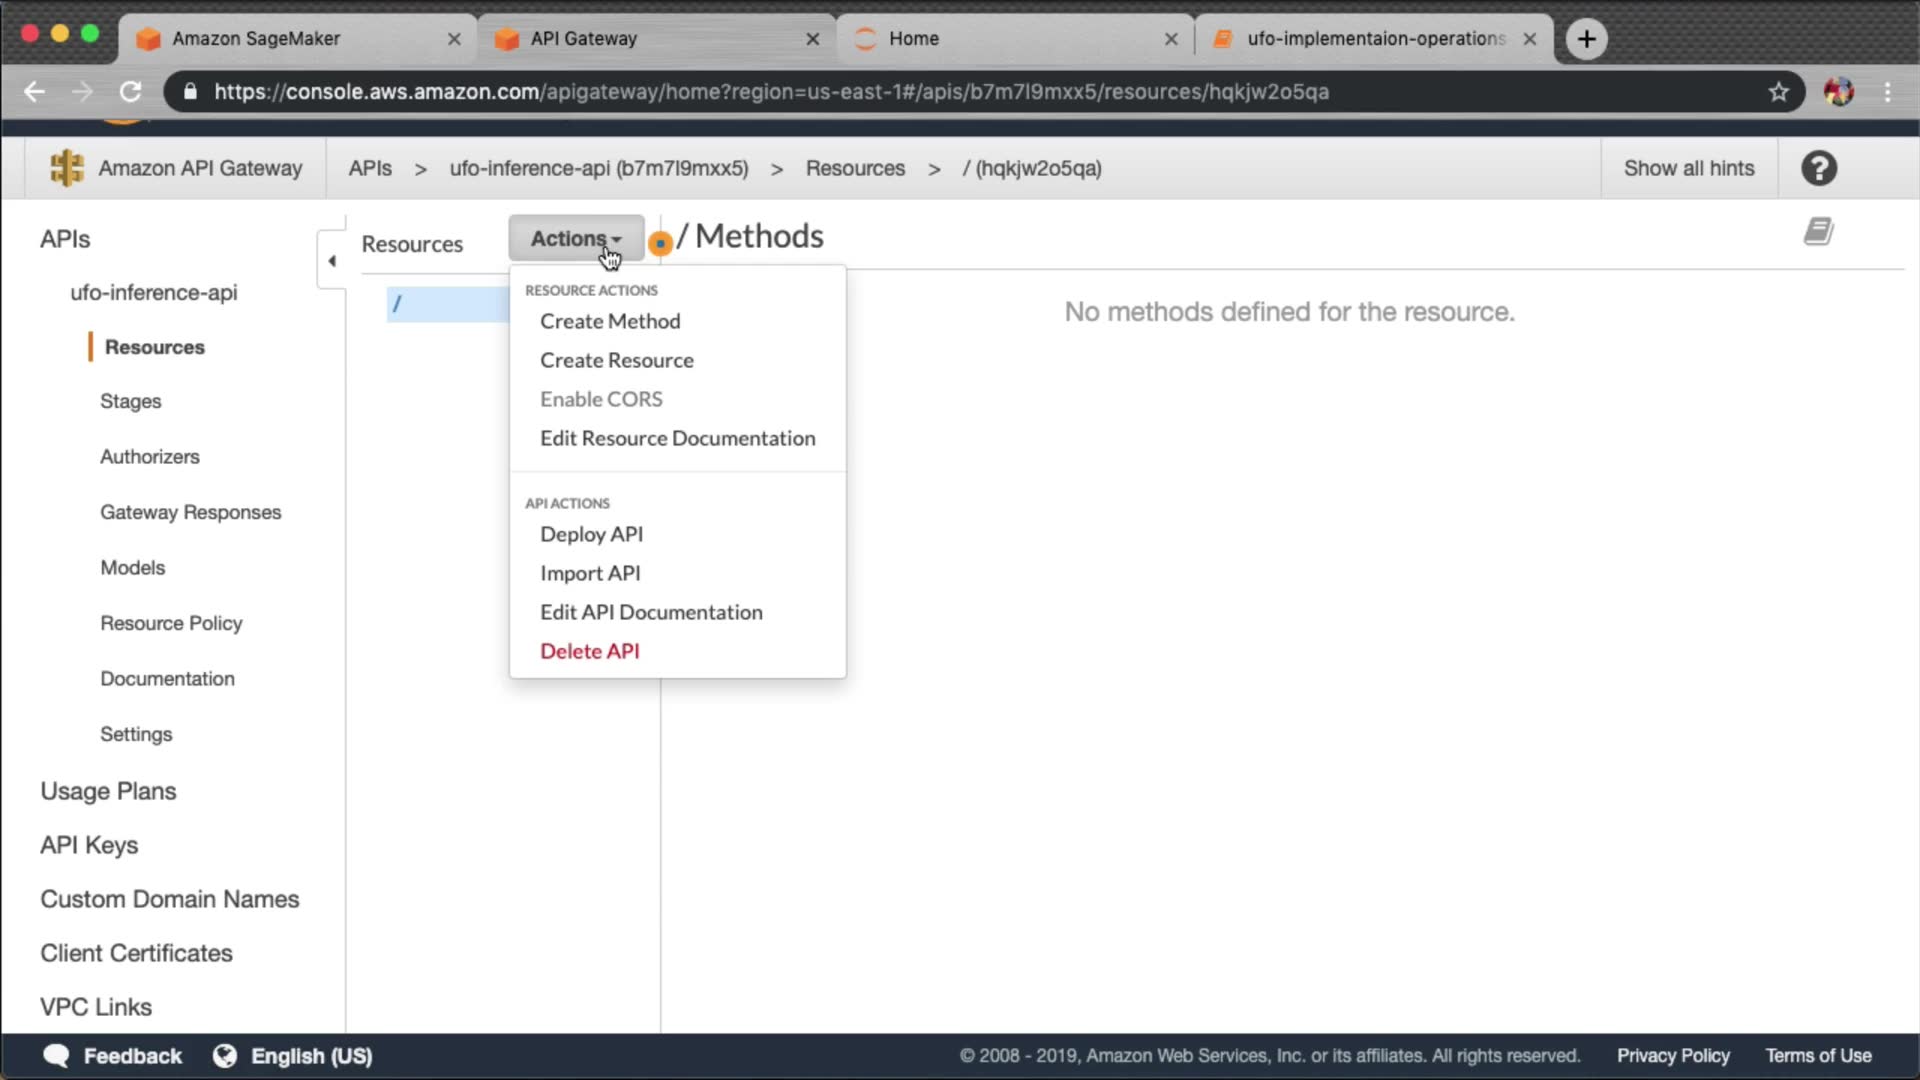 Amazon SageMaker
API Gateway
Home
ufo-implementaion-operations
https://console.aws.amazon.com/apigateway/home?region=us-east-1#/apis/b7m7l9mxx5/resources/hqkjw2o5qa
Amazon API Gateway
APIs > ufo-inference-api (b7m7l9mxx5) > Resources > / (hqkjw2o5qa)
Show all hints
?
APIs
ufo-inference-api
Resources
Stages
Authorizers
Gateway Responses
Models
Resource Policy
Documentation
Settings
Usage Plans
API Keys
Custom Domain Names
Client Certificates
VPC Links
Resources
Actions
/
RESOURCE ACTIONS
Create Method
Create Resource
Enable CORS
Edit Resource Documentation
API ACTIONS
Deploy API
Import API
Edit API Documentation
Delete API
/ Methods
No methods defined for the resource.
Feedback
English (US)
© 2008 - 2019, Amazon Web Services, Inc. or its affiliates. All rights reserved.
Privacy Policy
Terms of Use